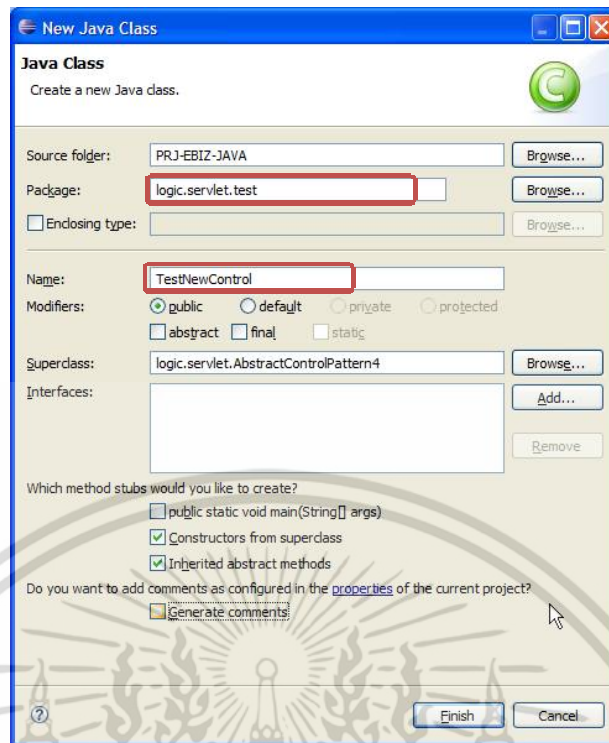 New Java Class
Java Class
Create a new Java class.
Source folder: PRJ-EBIZ-JAVA Browse...
Package: logic.servlet.test Browse...
Enclosing type: Browse...
Name: TestNewControl
Modifiers: public default private protected
abstract final static
Superclass: logic.servlet.AbstractControlPattern4 Browse...
Interfaces: Add...
Remove
Which method stubs would you like to create?
public static void main(String[] args)
Constructors from superclass
Inherited abstract methods
Do you want to add comments as configured in the properties of the current project?
Generate comments
Finish Cancel